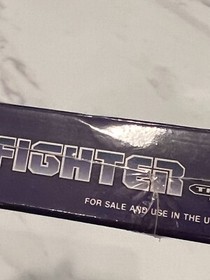 FIGHTER
FOR SALE AND USE IN THE U